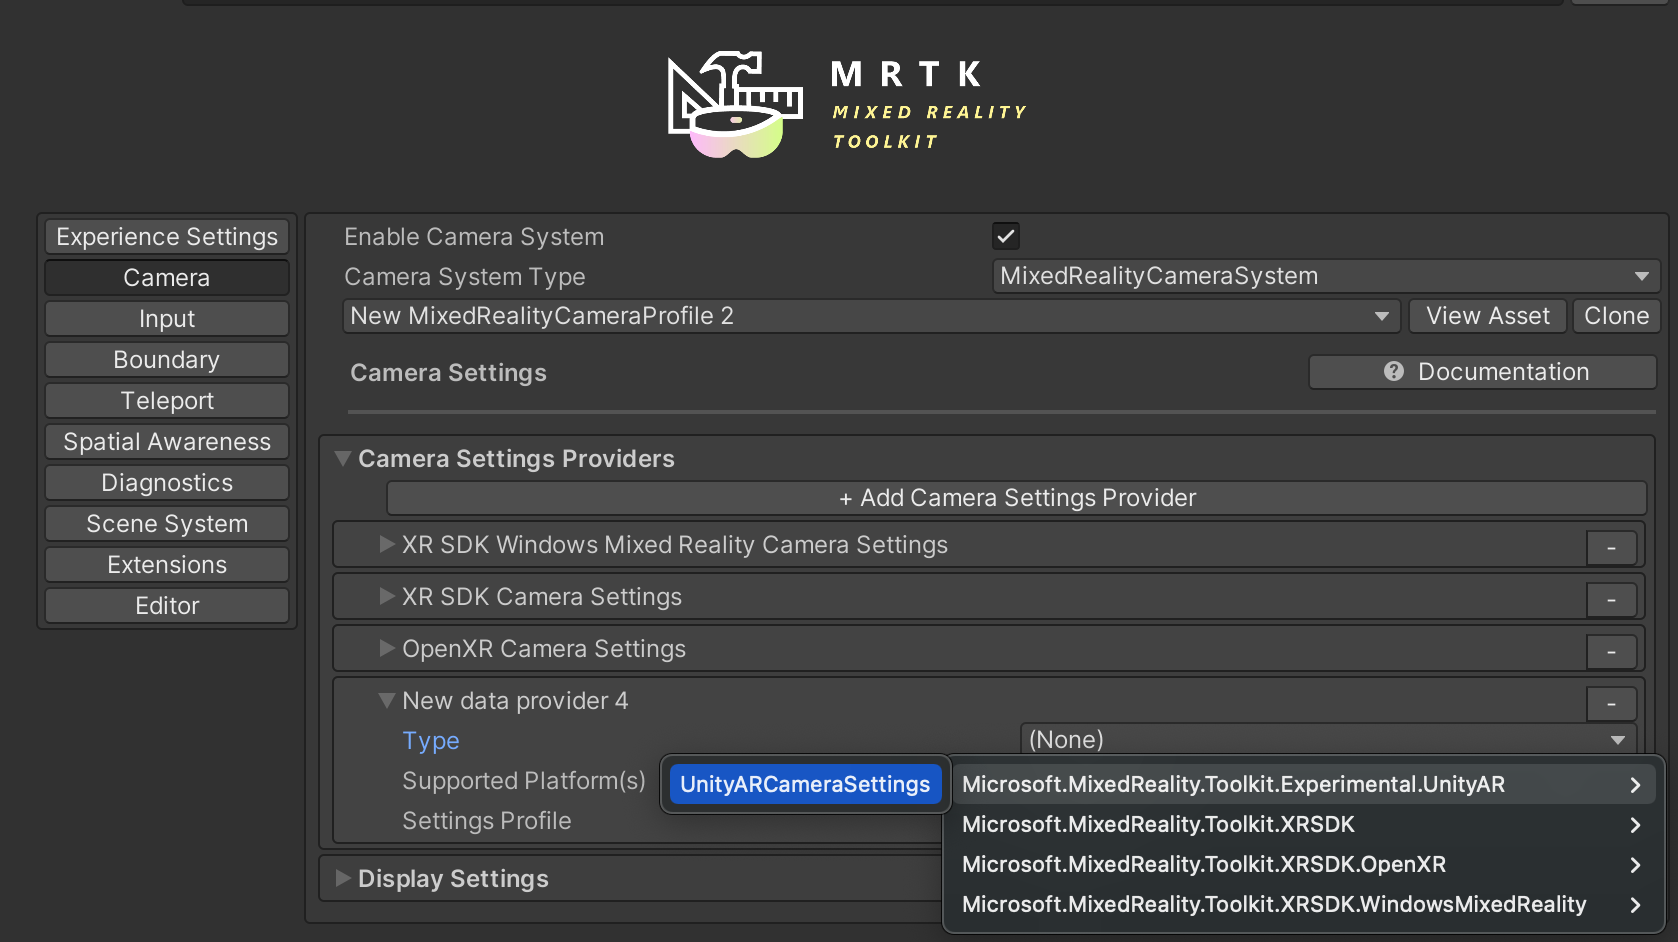 MRTK
MIXED REALITY
TOOLKIT
Experience Settings
Camera
Input
Boundary
Teleport
Spatial Awareness
Diagnostics
Scene System
Extensions
Editor
Enable Camera System
Camera System Type
MixedRealityCameraSystem
New MixedRealityCameraProfile 2
View Asset
Clone
Camera Settings
Documentation
Camera Settings Providers
+ Add Camera Settings Provider
XR SDK Windows Mixed Reality Camera Settings
-
XR SDK Camera Settings
-
OpenXR Camera Settings
-
New data provider 4
-
Type
(None)
Supported Platform(s)
UnityARCameraSettings
Microsoft.MixedReality.Toolkit.Experimental.UnityAR
Microsoft.MixedReality.Toolkit.XRSDK
Microsoft.MixedReality.Toolkit.XRSDK.OpenXR
Microsoft.MixedReality.Toolkit.XRSDK.WindowsMixedReality
Settings Profile
Display Settings